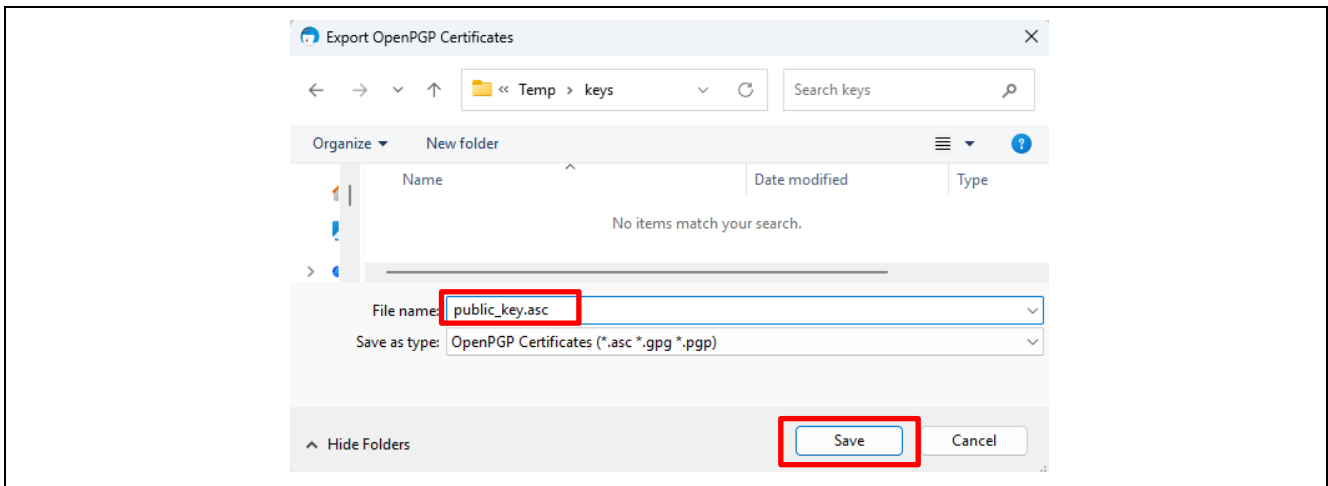 Export OpenPGP Certificates
« Temp › keys Search keys
Organize New folder
Name Date modified Type
No items match your search.
File name: public_key.asc
Save as type: OpenPGP Certificates (*.asc *.gpg *.pgp)
Hide Folders Save Cancel